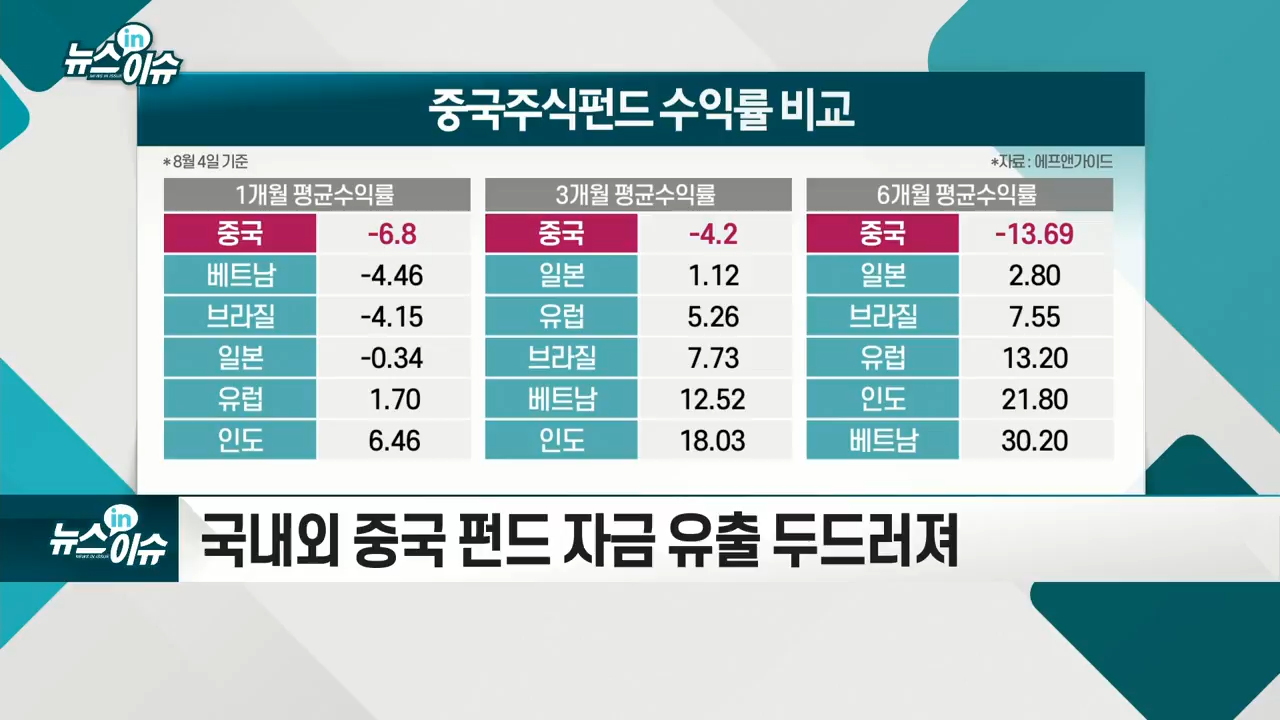 뉴스in이슈
NEWS IN ISSUE
중국주식펀드 수익률 비교
*8월 4일 기준
*자료 : 에프앤가이드
1개월 평균수익률
중국 -6.8
베트남 -4.46
브라질 -4.15
일본 -0.34
유럽 1.70
인도 6.46
3개월 평균수익률
중국 -4.2
일본 1.12
유럽 5.26
브라질 7.73
베트남 12.52
인도 18.03
6개월 평균수익률
중국 -13.69
일본 2.80
브라질 7.55
유럽 13.20
인도 21.80
베트남 30.20
뉴스in이슈
NEWS IN ISSUE
국내외 중국 펀드 자금 유출 두드러져